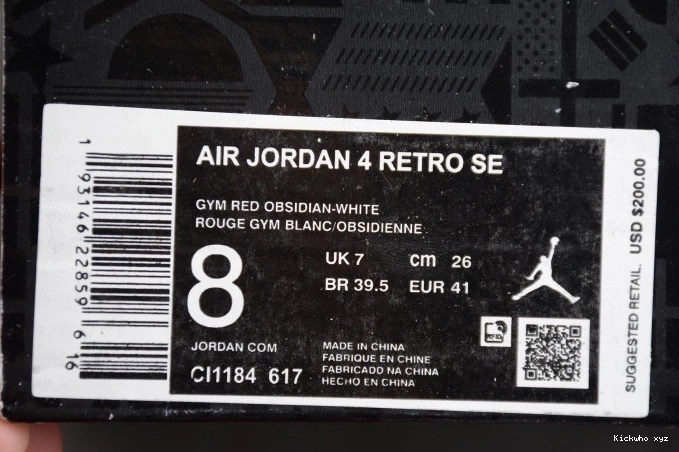 AIR JORDAN 4 RETRO SE
GYM RED OBSIDIAN-WHITE
ROUGE GYM BLANC/OBSIDIENNE
8
UK 7 cm 26
BR 39.5 EUR 41
JORDAN COM
CI1184 617
MADE IN CHINA
FABRIQUE EN CHINE
FABRICADO NA CHINA
HECHO EN CHINA
RFID
1 93146 22859 6 16
SUGGESTED RETAIL. USD $200.00
Kickwho xyz